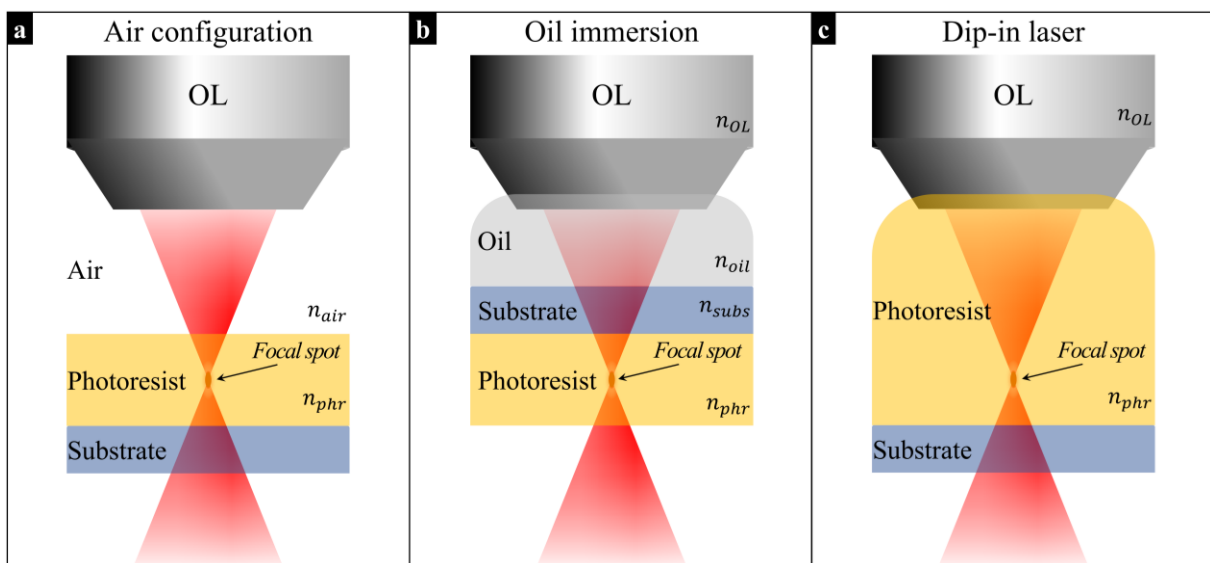 a
Air configuration
OL
Air
n_air
Focal spot
Photoresist
n_phr
Substrate
b
Oil immersion
OL
n_OL
Oil
n_oil
Substrate
n_subs
Focal spot
Photoresist
n_phr
c
Dip-in laser
OL
n_OL
Photoresist
Focal spot
n_phr
Substrate